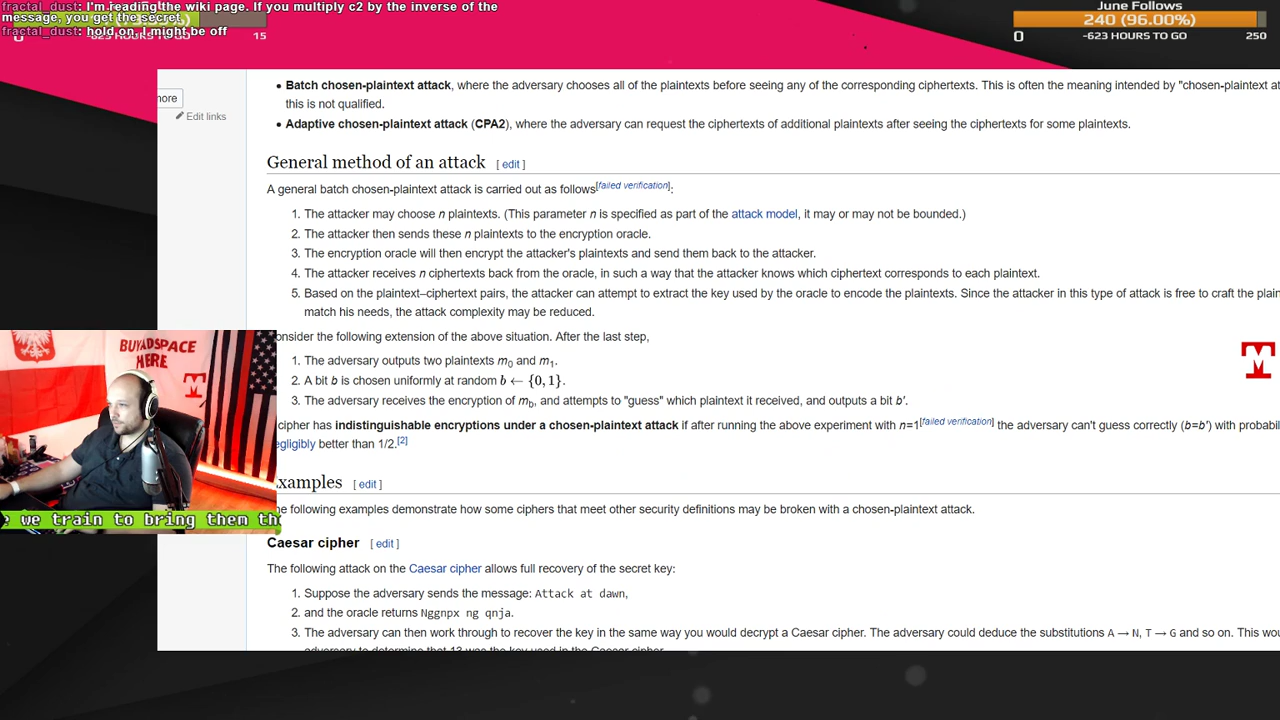 fractal_dust: I'm reading the wiki page. If you multiply c2 by the inverse of the
message, you get the secret
fractal_dust: hold on, I might be off
0
-623 HOURS TO GO
15
June Follows
240 (96.00%)
0
-623 HOURS TO GO
250
more
Edit links
• Batch chosen-plaintext attack, where the adversary chooses all of the plaintexts before seeing any of the corresponding ciphertexts. This is often the meaning intended by "chosen-plaintext at
this is not qualified.
• Adaptive chosen-plaintext attack (CPA2), where the adversary can request the ciphertexts of additional plaintexts after seeing the ciphertexts for some plaintexts.
General method of an attack [ edit ]
A general batch chosen-plaintext attack is carried out as follows[failed verification]:
1. The attacker may choose n plaintexts. (This parameter n is specified as part of the attack model, it may or may not be bounded.)
2. The attacker then sends these n plaintexts to the encryption oracle.
3. The encryption oracle will then encrypt the attacker's plaintexts and send them back to the attacker.
4. The attacker receives n ciphertexts back from the oracle, in such a way that the attacker knows which ciphertext corresponds to each plaintext.
5. Based on the plaintext–ciphertext pairs, the attacker can attempt to extract the key used by the oracle to encode the plaintexts. Since the attacker in this type of attack is free to craft the plain
match his needs, the attack complexity may be reduced.
onsider the following extension of the above situation. After the last step,
1. The adversary outputs two plaintexts m0 and m1.
2. A bit b is chosen uniformly at random b ← {0, 1}.
3. The adversary receives the encryption of mb, and attempts to "guess" which plaintext it received, and outputs a bit b'.
cipher has indistinguishable encryptions under a chosen-plaintext attack if after running the above experiment with n=1[failed verification] the adversary can't guess correctly (b=b') with probabi
egligibly better than 1/2.[2]
xamples [ edit ]
he following examples demonstrate how some ciphers that meet other security definitions may be broken with a chosen-plaintext attack.
Caesar cipher [ edit ]
The following attack on the Caesar cipher allows full recovery of the secret key:
1. Suppose the adversary sends the message: Attack at dawn,
2. and the oracle returns Nggnpx ng qnja.
3. The adversary can then work through to recover the key in the same way you would decrypt a Caesar cipher. The adversary could deduce the substitutions A → N, T → G and so on. This wou
adversary to determine that 13 was the key used in the Caesar cipher.
BUY ADSPACE
HERE
we train to bring them th